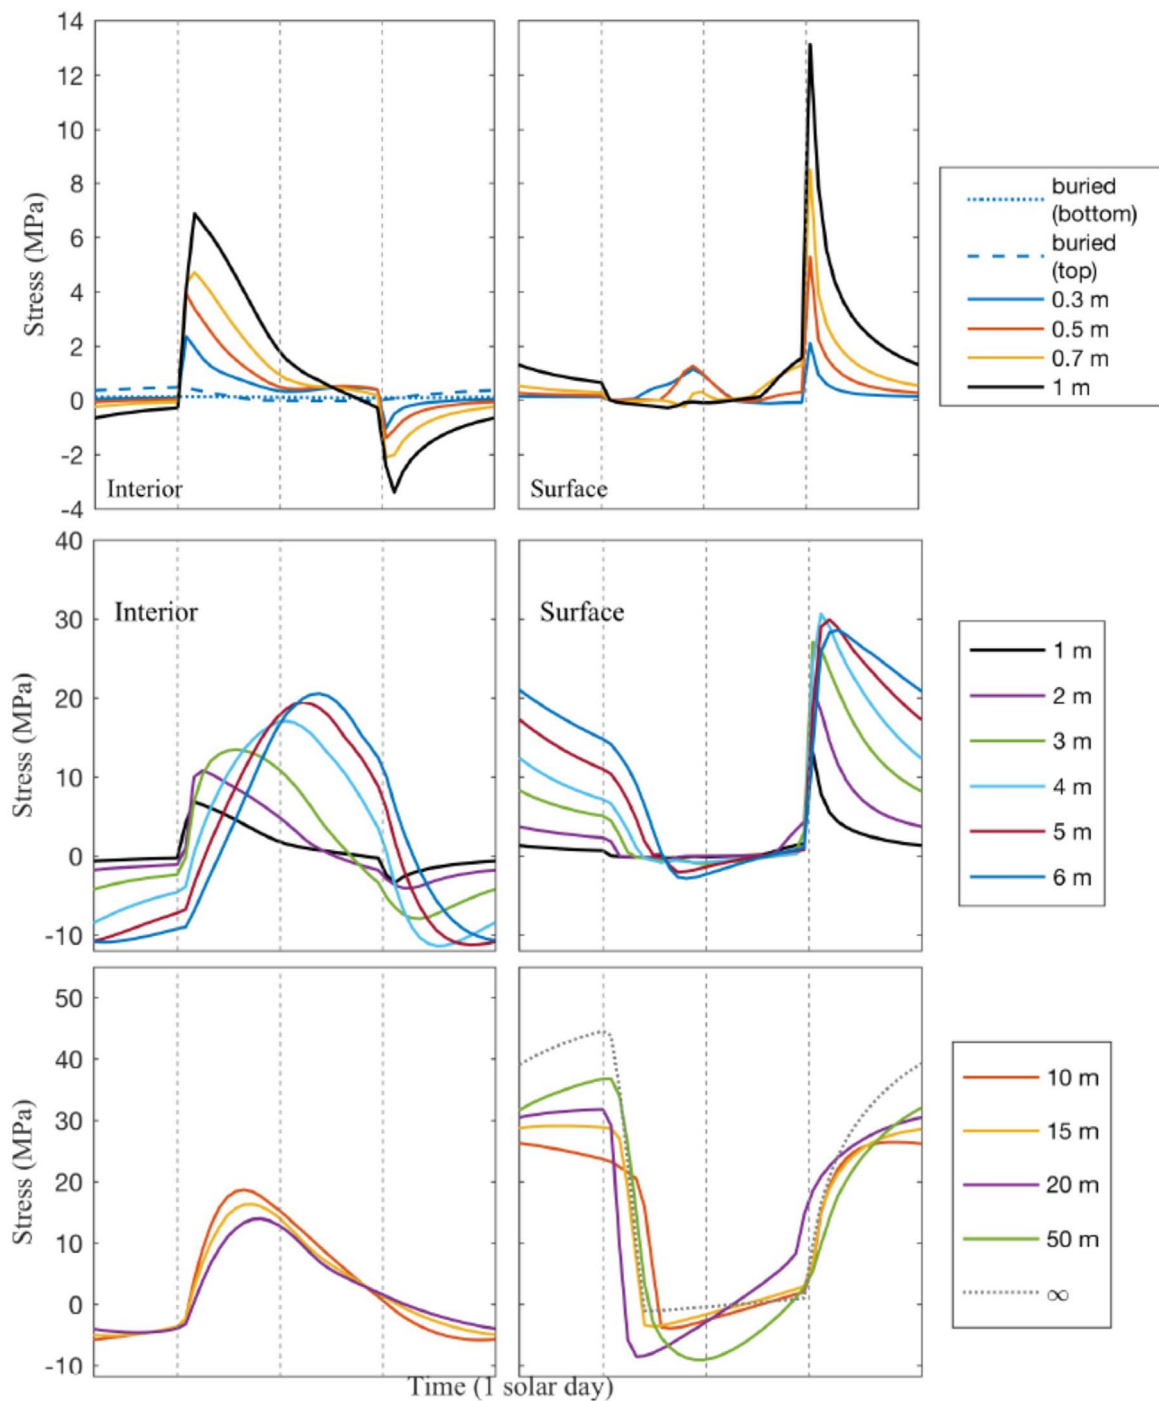 14
12
10
8
6
4
2
0
-2
-4
Stress (MPa)
Interior
Surface
buried
(bottom)
buried
(top)
0.3 m
0.5 m
0.7 m
1 m
40
30
20
10
0
-10
Stress (MPa)
Interior
Surface
1 m
2 m
3 m
4 m
5 m
6 m
50
40
30
20
10
0
-10
Stress (MPa)
10 m
15 m
20 m
50 m
∞
Time (1 solar day)